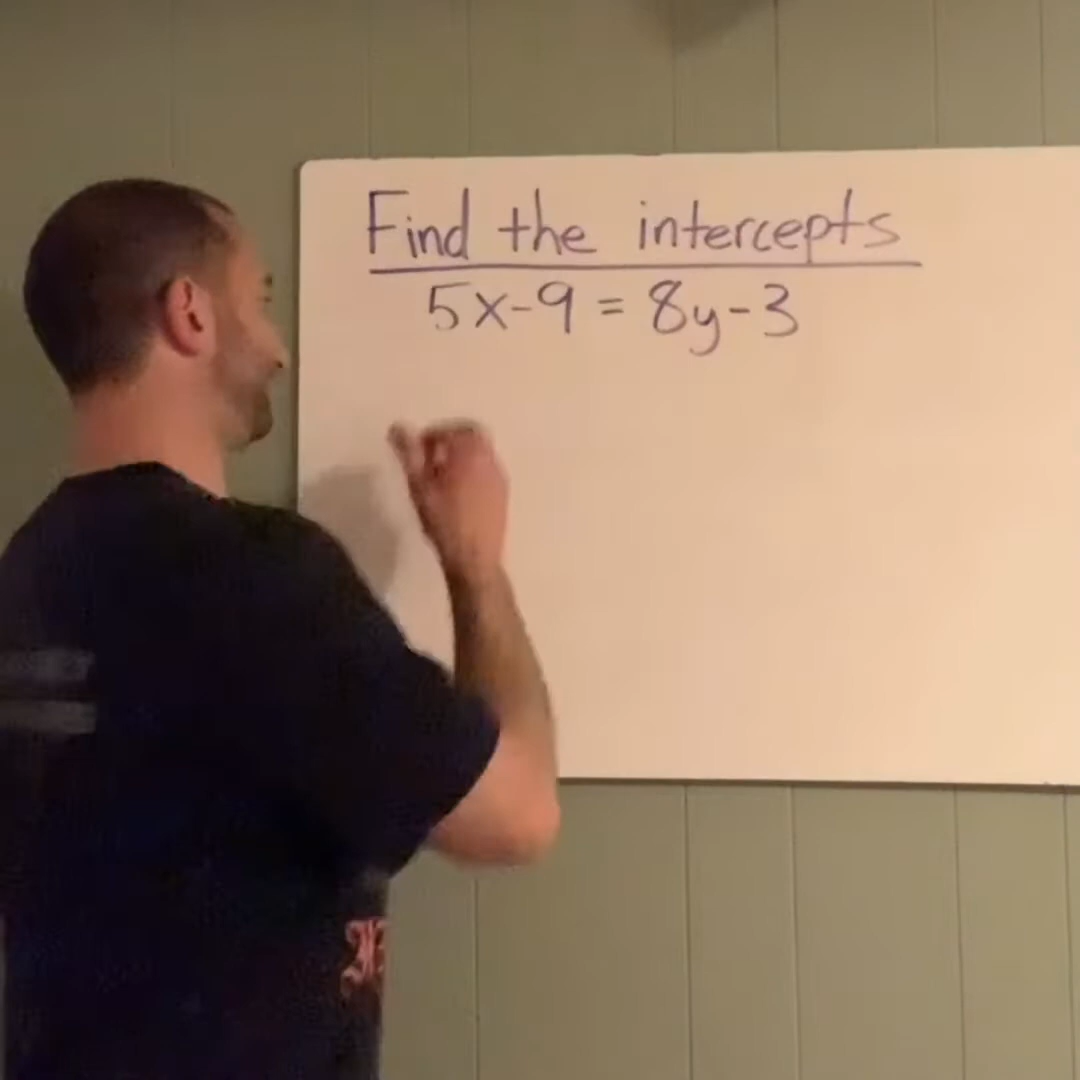 Find the intercepts
5x-9 = 8y-3